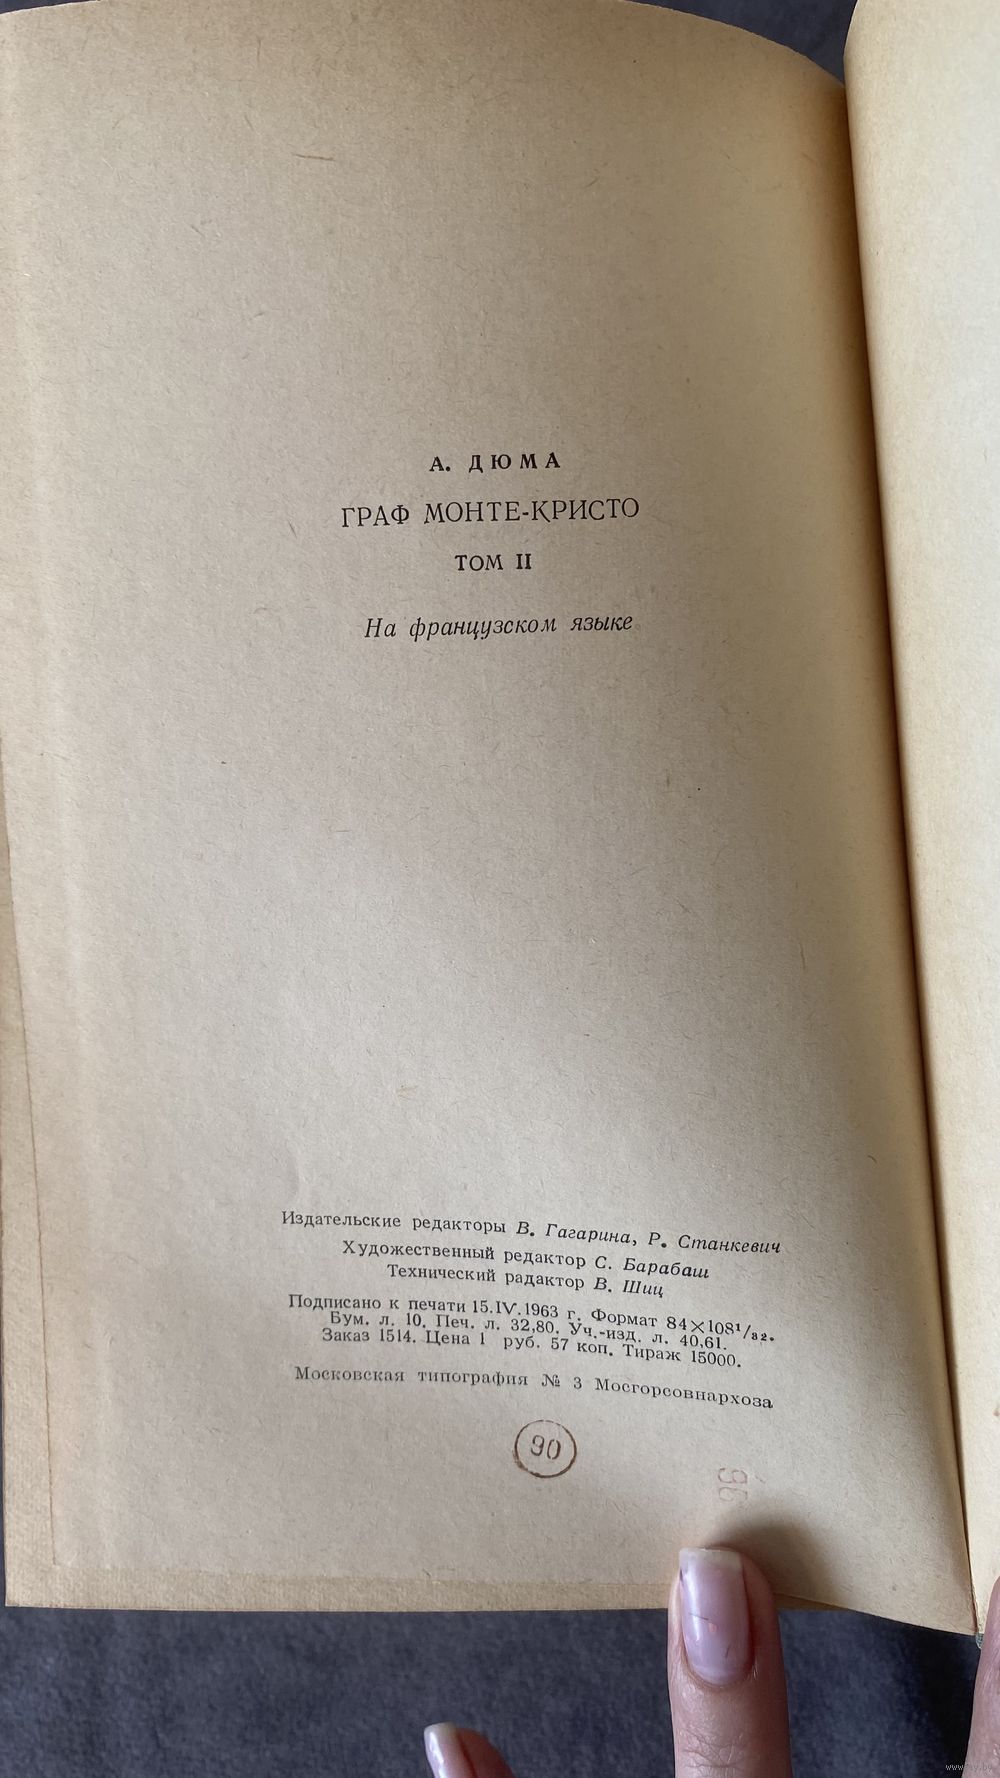 А. ДЮМА
ГРАФ МОНТЕ-КРИСТО
ТОМ II
На французском языке
Издательские редакторы В. Гагарина, Р. Станкевич
Художественный редактор С. Барабаш
Технический радактор В. Шиц
Подписано к печати 15.IV.1963 г. Формат 84×108¹/₃₂.
Бум. л. 10. Печ. л. 32,80. Уч.-изд. л. 40,61.
Заказ 1514. Цена 1 руб. 57 коп. Тираж 15000.
Московская типография № 3 Мосгорсовнархоза
90